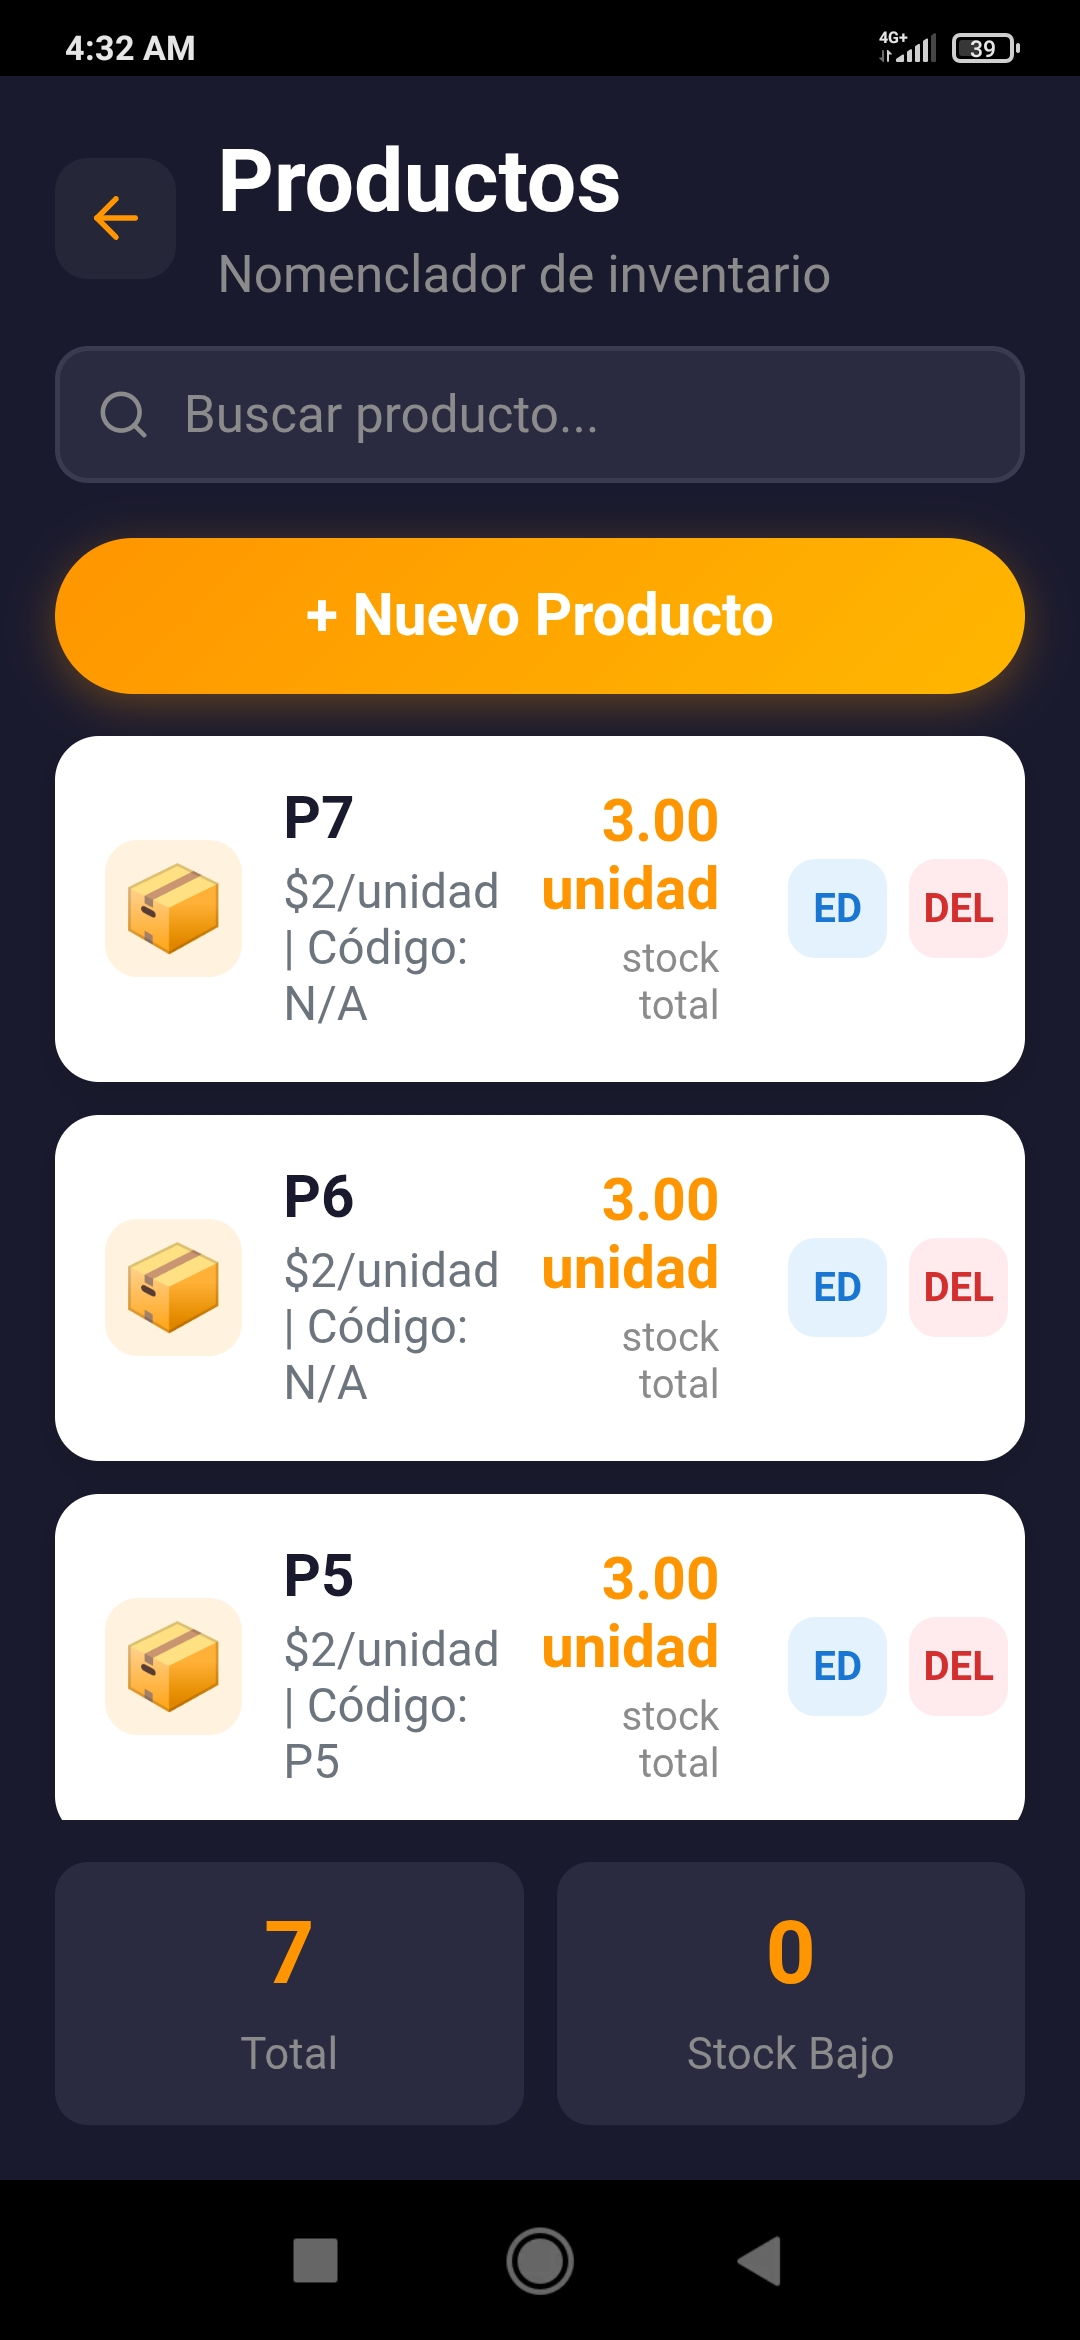 4:32 AM
4G+
39
Productos
Nomenclador de inventario
Buscar producto...
+ Nuevo Producto
P7
$2/unidad
| Código:
N/A
3.00
unidad
stock
total
ED
DEL
P6
$2/unidad
| Código:
N/A
3.00
unidad
stock
total
ED
DEL
P5
$2/unidad
| Código:
P5
3.00
unidad
stock
total
ED
DEL
7
Total
0
Stock Bajo